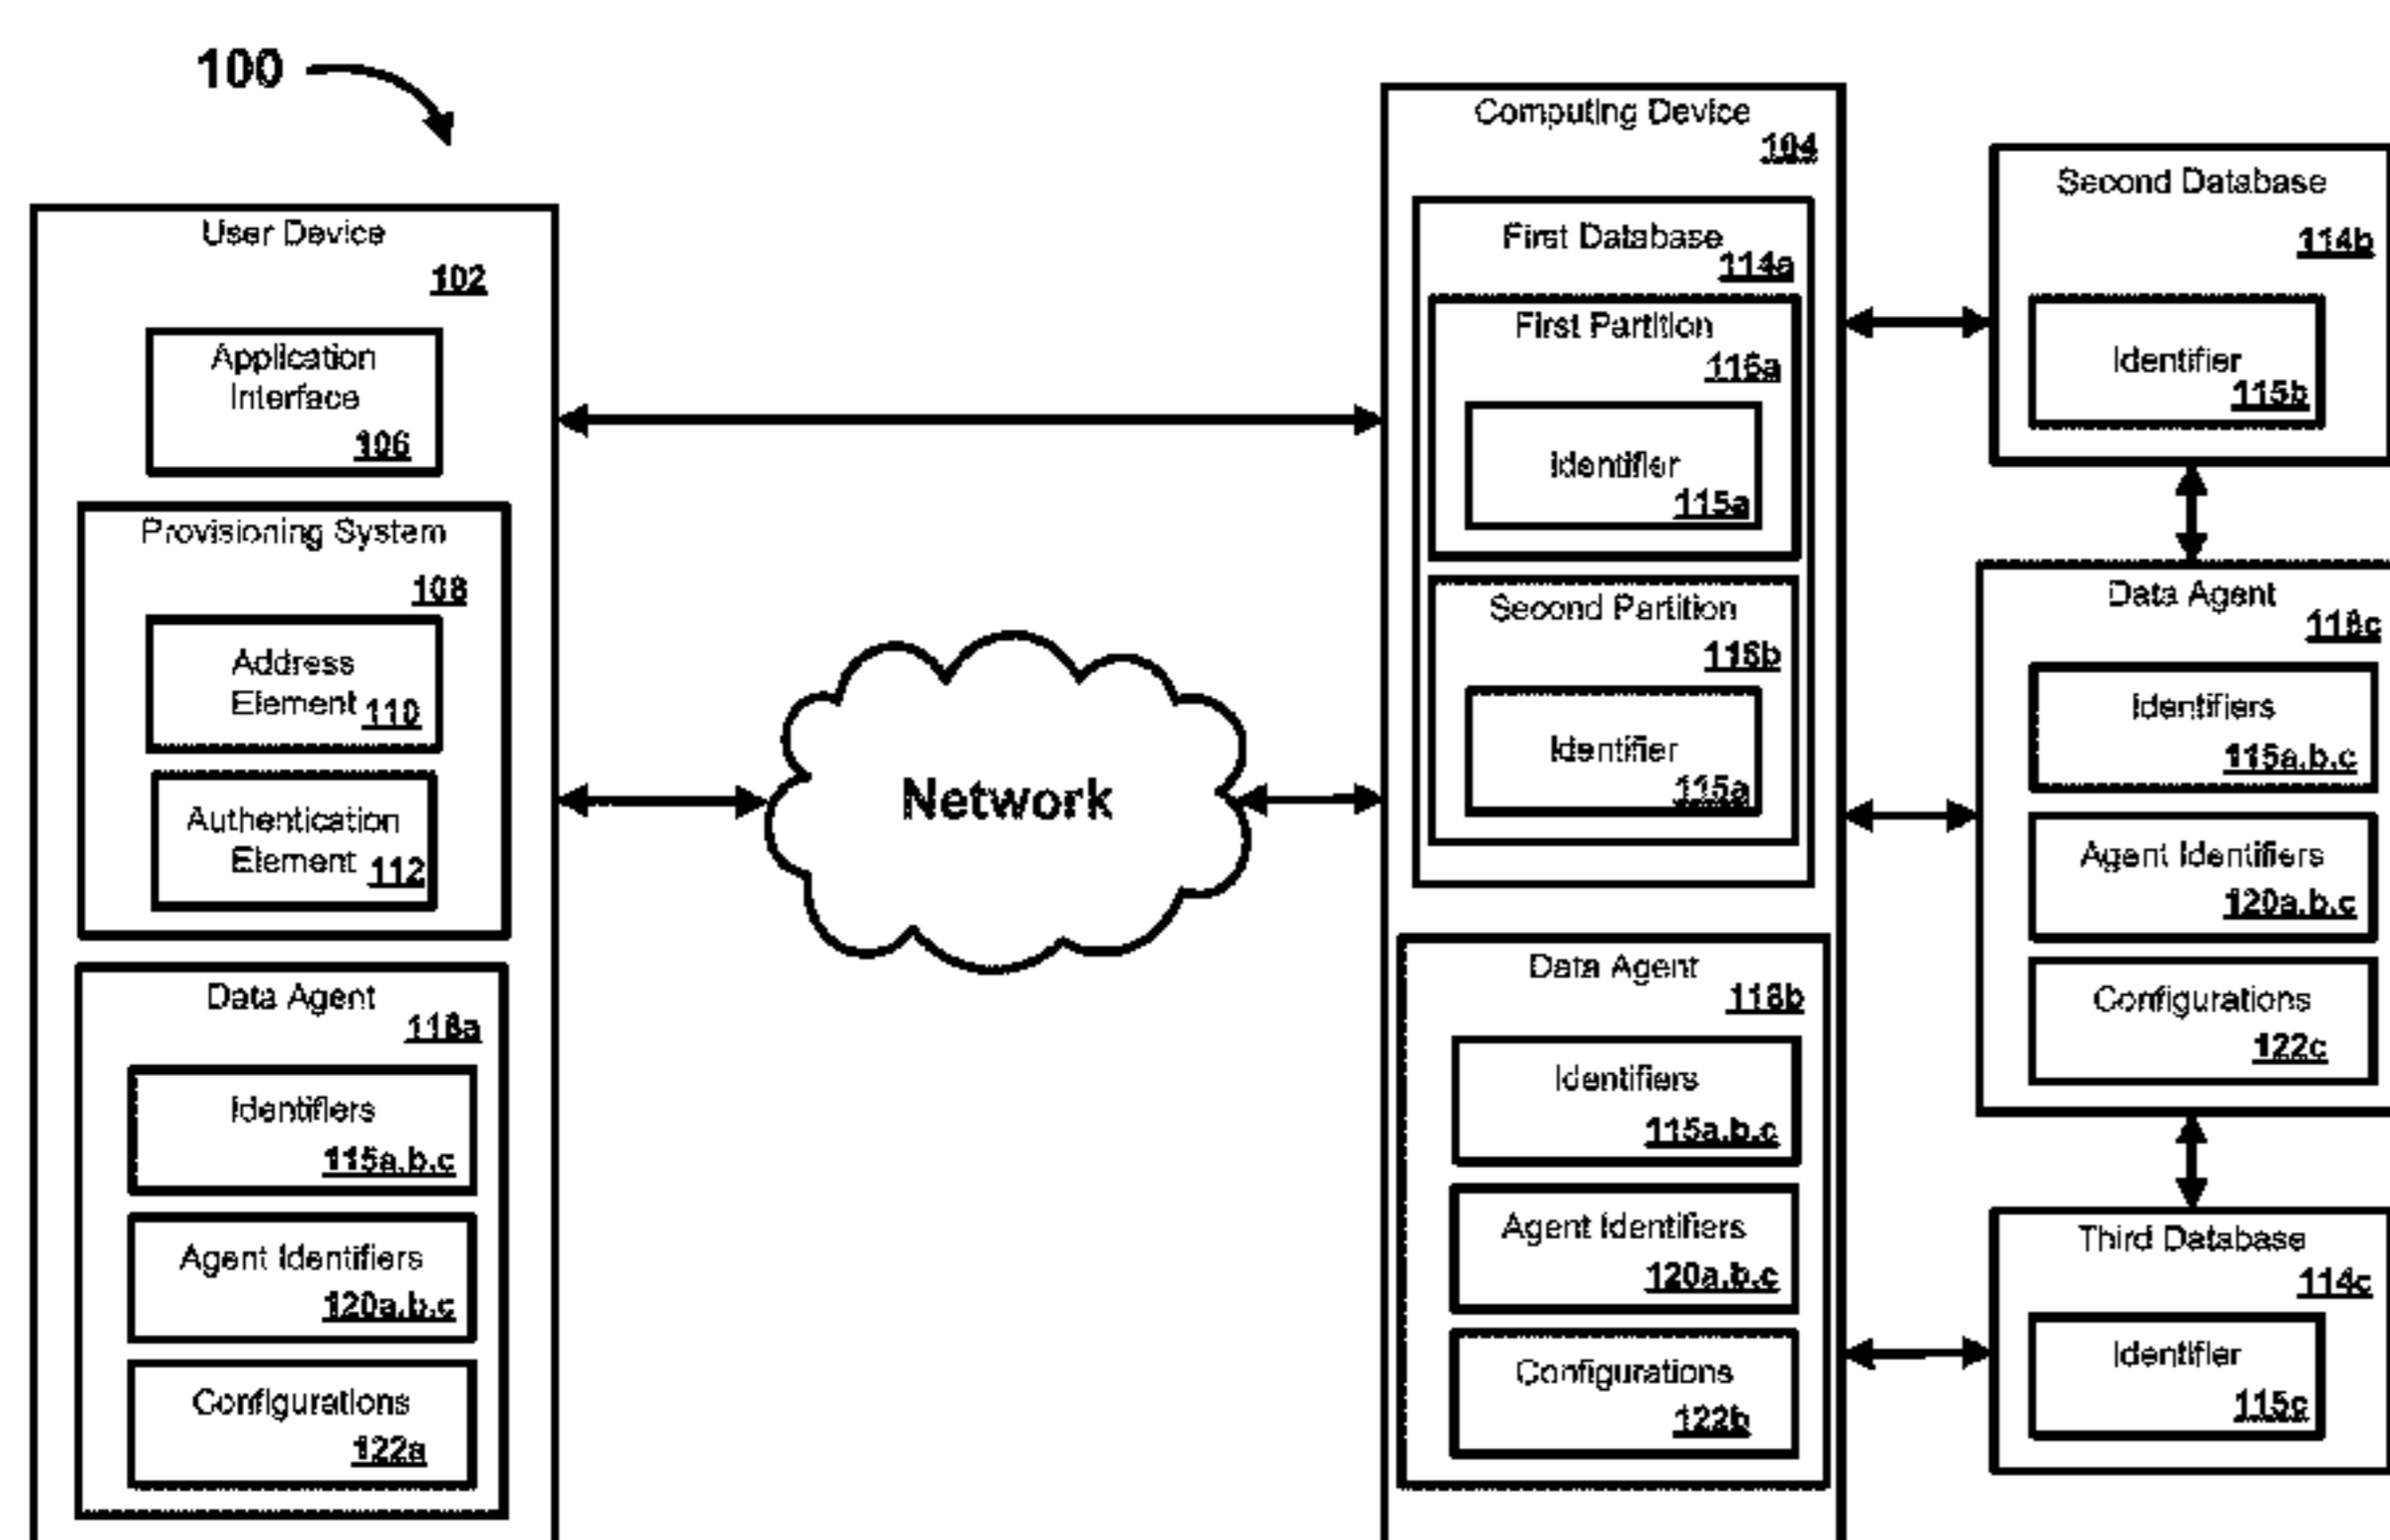 100
User Device
102
Application
Interface
106
Provisioning System
108
Address
Element 110
Authentication
Element 112
Data Agent
118a
Identifiers
115a,b,c
Agent Identifiers
120a,b,c
Configurations
122a
Network
Computing Device
104
First Database
114a
First Partition
116a
Identifier
115a
Second Partition
116b
Identifier
115a
Data Agent
118b
Identifiers
115a,b,c
Agent Identifiers
120a,b,c
Configurations
122b
Second Database
114b
Identifier
115b
Data Agent
118c
Identifiers
115a,b,c
Agent Identifiers
120a,b,c
Configurations
122c
Third Database
114c
Identifier
115c